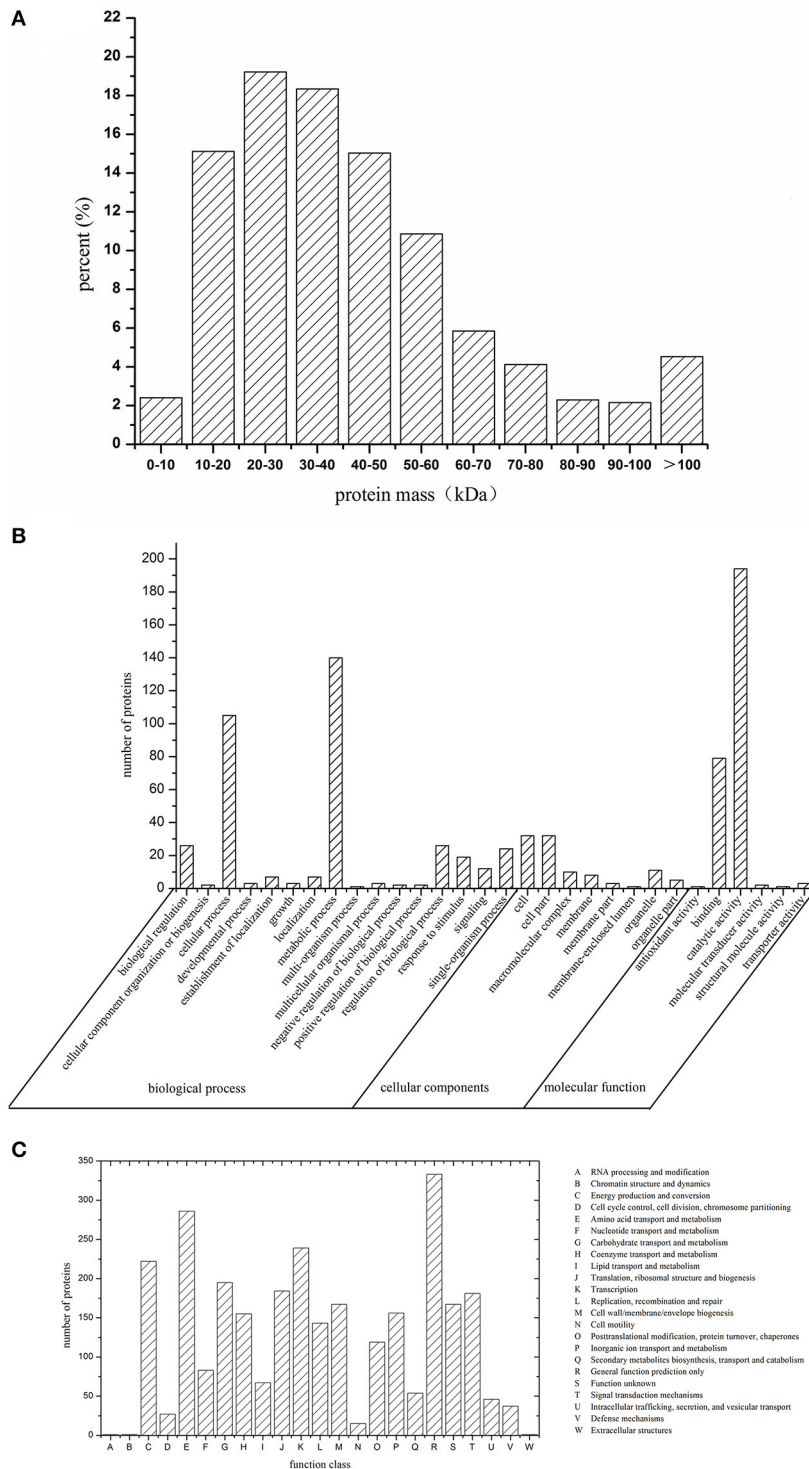 A
22
20
18
16
14
12
10
8
6
4
2
0
percent (%)
0-10 10-20 20-30 30-40 40-50 50-60 60-70 70-80 80-90 90-100 ＞100
protein mass（kDa）
B
200
180
160
140
120
100
80
60
40
20
0
number of proteins
biological regulation
cellular component organization or biogenesis
cellular process
developmental process
establishment of localization
growth
localization
metabolic process
multi-organism process
multicellular organismal process
negative regulation of biological process
positive regulation of biological process
regulation of biological process
response to stimulus
signaling
single-organism process
cell
cell part
macromolecular complex
membrane
membrane part
membrane-enclosed lumen
organelle
organelle part
antioxidant activity
binding
catalytic activity
molecular transducer activity
structural molecule activity
transporter activity
biological process cellular components molecular function
C
350
300
250
200
150
100
50
0
number of proteins
A B C D E F G H I J K L M N O P Q R S T U V W
function class
A RNA processing and modification
B Chromatin structure and dynamics
C Energy production and conversion
D Cell cycle control, cell division, chromosome partitioning
E Amino acid transport and metabolism
F Nucleotide transport and metabolism
G Carbohydrate transport and metabolism
H Coenzyme transport and metabolism
I Lipid transport and metabolism
J Translation, ribosomal structure and biogenesis
K Transcription
L Replication, recombination and repair
M Cell wall/membrane/envelope biogenesis
N Cell motility
O Posttranslational modification, protein turnover, chaperones
P Inorganic ion transport and metabolism
Q Secondary metabolites biosynthesis, transport and catabolism
R General function prediction only
S Function unknown
T Signal transduction mechanisms
U Intracellular trafficking, secretion, and vesicular transport
V Defense mechanisms
W Extracellular structures